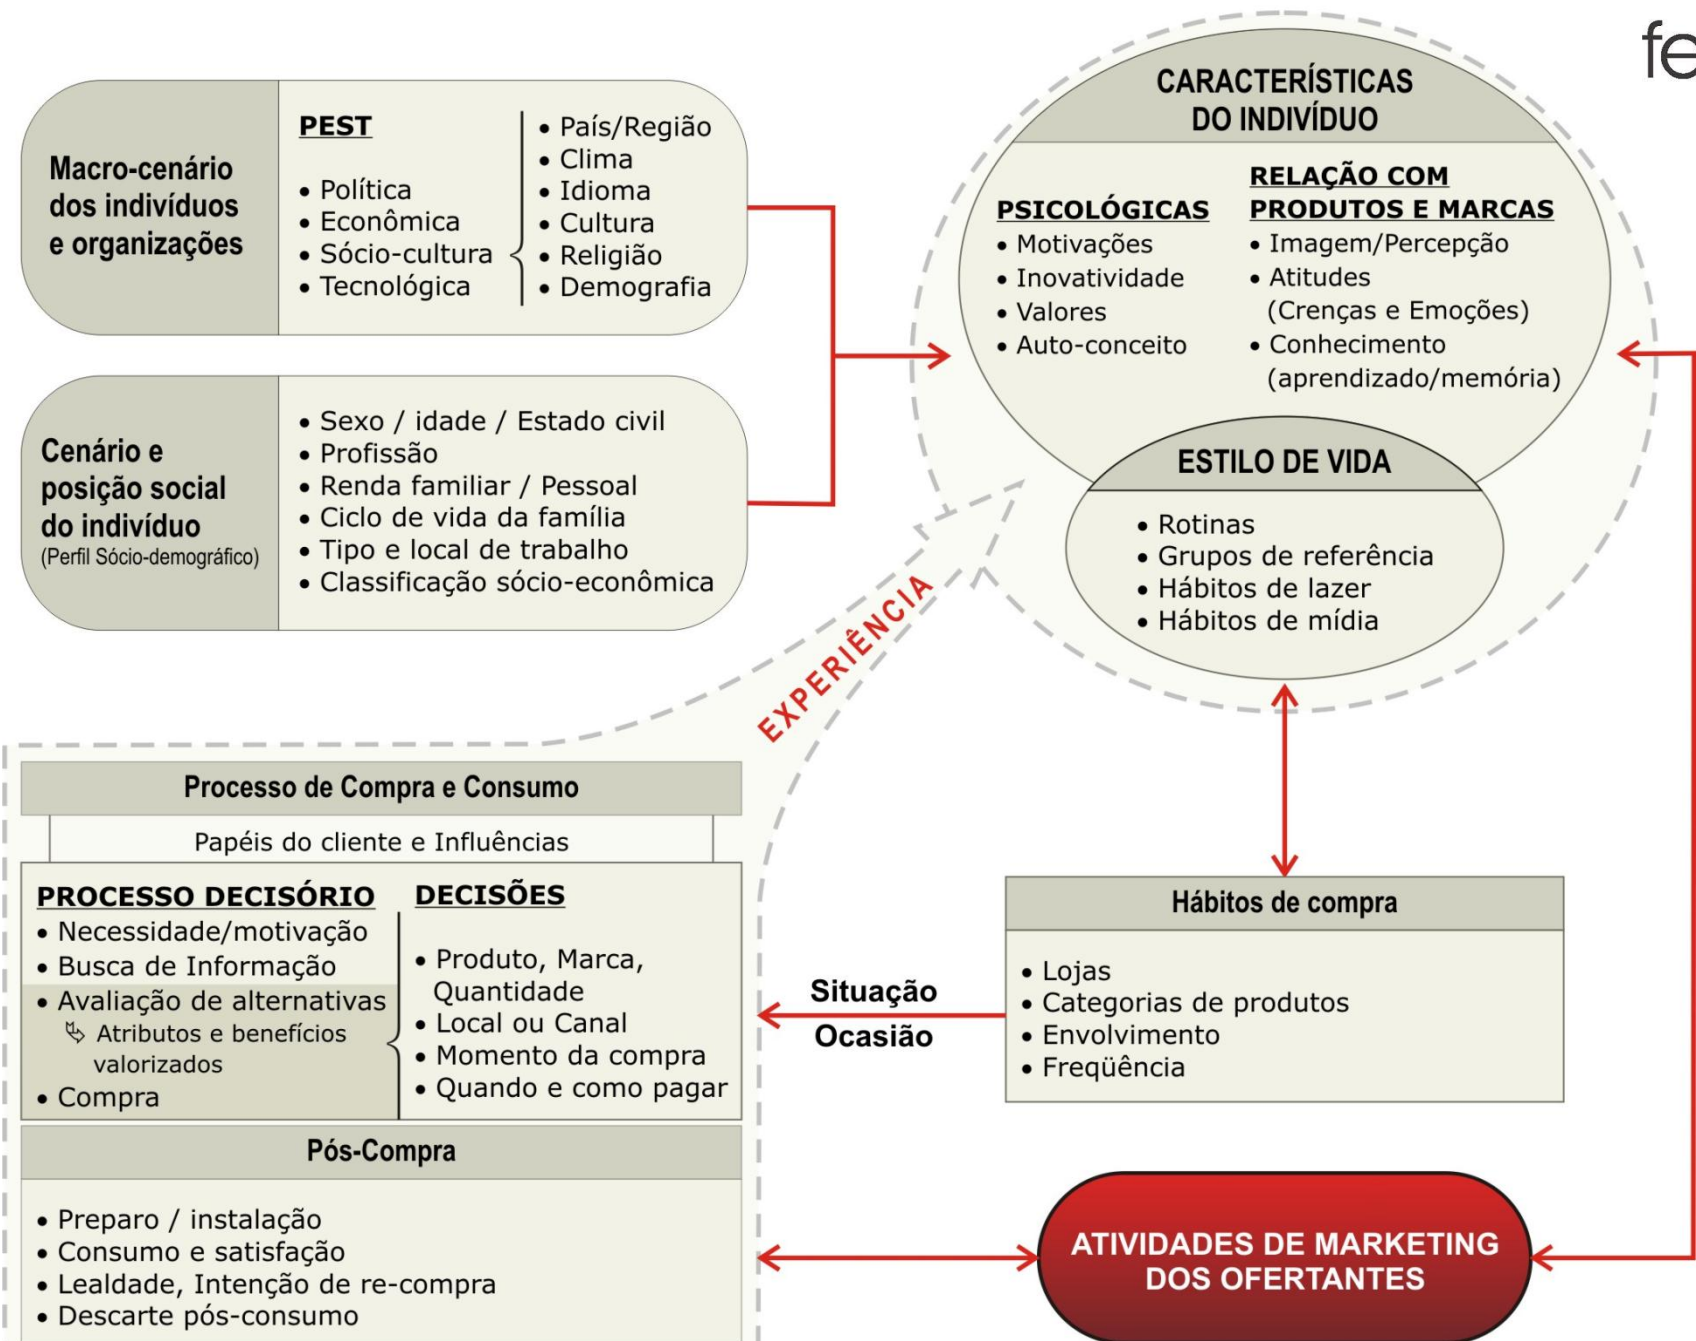 fe
CARACTERÍSTICAS
DO INDIVÍDUO
Macro-cenário
dos indivíduos
e organizações
PEST
• Política
• Econômica
• Sócio-cultura
• Tecnológica
• País/Região
• Clima
• Idioma
• Cultura
• Religião
• Demografia
PSICOLÓGICAS
• Motivações
• Inovatividade
• Valores
• Auto-conceito
RELAÇÃO COM
PRODUTOS E MARCAS
• Imagem/Percepção
• Atitudes
(Crenças e Emoções)
• Conhecimento
(aprendizado/memória)
Cenário e
posição social
do indivíduo
(Perfil Sócio-demográfico)
• Sexo / idade / Estado civil
• Profissão
• Renda familiar / Pessoal
• Ciclo de vida da família
• Tipo e local de trabalho
• Classificação sócio-econômica
ESTILO DE VIDA
• Rotinas
• Grupos de referência
• Hábitos de lazer
• Hábitos de mídia
EXPERIÊNCIA
Processo de Compra e Consumo
Papéis do cliente e Influências
PROCESSO DECISÓRIO
• Necessidade/motivação
• Busca de Informação
• Avaliação de alternativas
Atributos e benefícios
valorizados
• Compra
DECISÕES
• Produto, Marca,
Quantidade
• Local ou Canal
• Momento da compra
• Quando e como pagar
Situação
Ocasião
Hábitos de compra
• Lojas
• Categorias de produtos
• Envolvimento
• Freqüência
Pós-Compra
• Preparo / instalação
• Consumo e satisfação
• Lealdade, Intenção de re-compra
• Descarte pós-consumo
ATIVIDADES DE MARKETING
DOS OFERTANTES